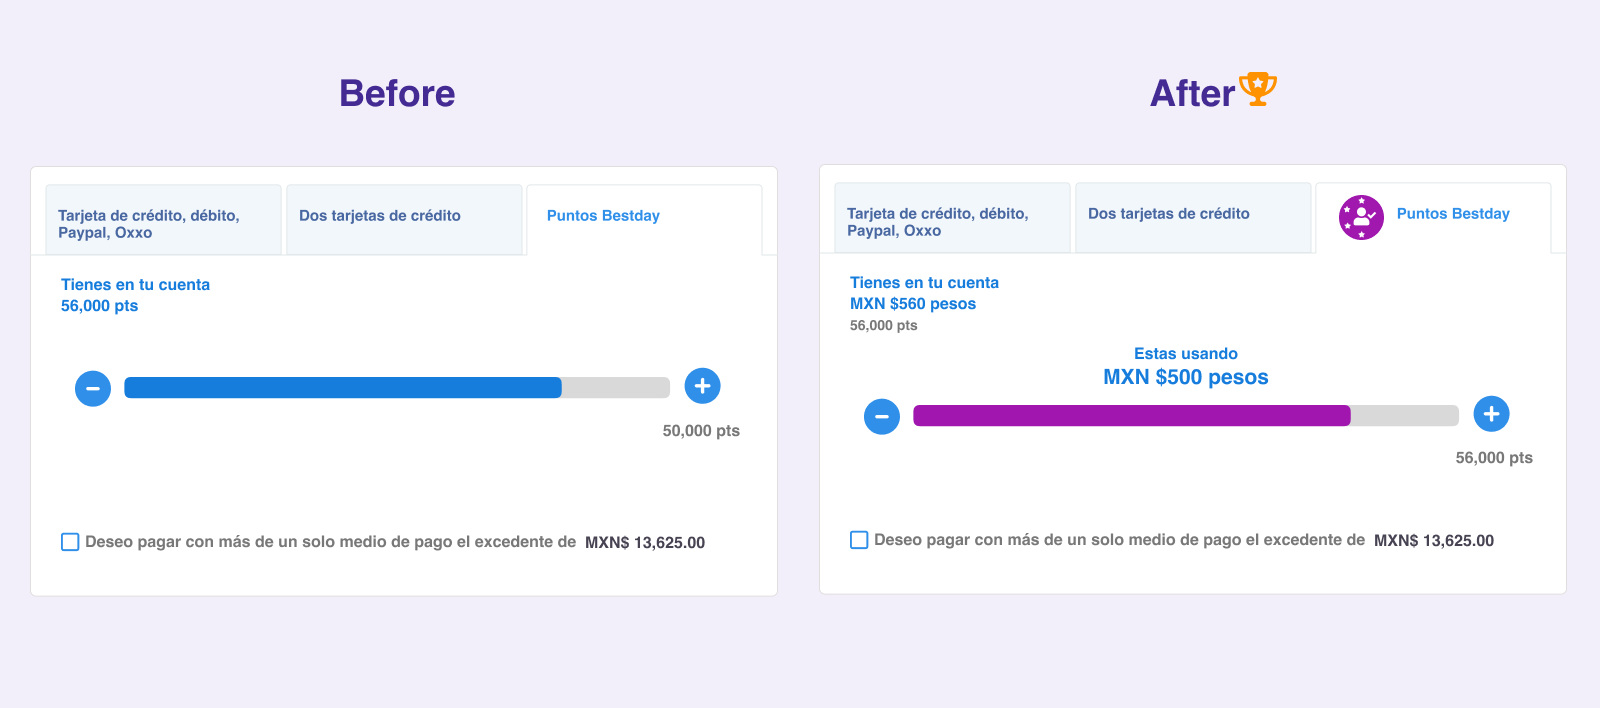 Before
Tarjeta de crédito, débito,
Paypal, Oxxo
Dos tarjetas de crédito
Puntos Bestday
Tienes en tu cuenta
56,000 pts
50,000 pts
Deseo pagar con más de un solo medio de pago el excedente de MXN$ 13,625.00
After
Tarjeta de crédito, débito,
Paypal, Oxxo
Dos tarjetas de crédito
Puntos Bestday
Tienes en tu cuenta
MXN $560 pesos
56,000 pts
Estas usando
MXN $500 pesos
56,000 pts
Deseo pagar con más de un solo medio de pago el excedente de MXN$ 13,625.00